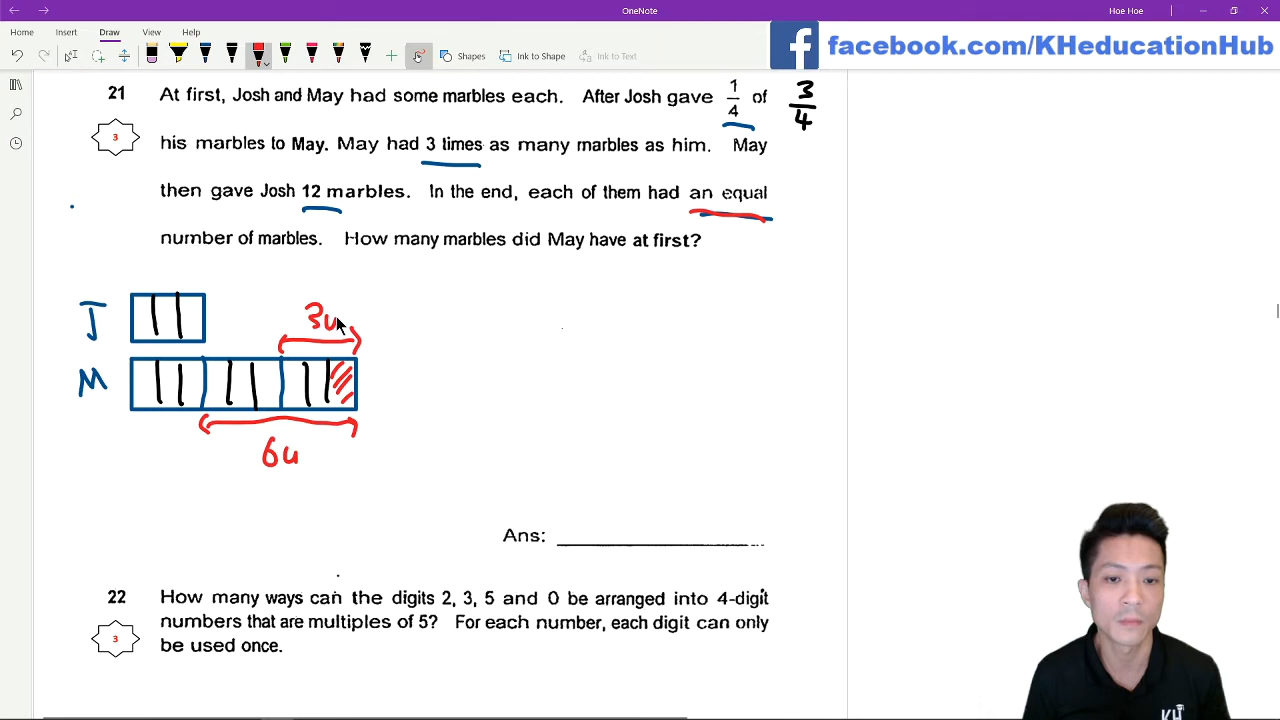 OneNote
Hoe Hoe
Home Insert Draw View Help
Shapes Ink to Shape Ink to Text
facebook.com/KHeducationHub
21 At first, Josh and May had some marbles each. After Josh gave 1/4 of
3/4
3
his marbles to May. May had 3 times as many marbles as him. May
then gave Josh 12 marbles. In the end, each of them had an equal
number of marbles. How many marbles did May have at first?
J
3u
M
6u
Ans:
22 How many ways can the digits 2, 3, 5 and 0 be arranged into 4-digit
numbers that are multiples of 5? For each number, each digit can only
3
be used once.
KH